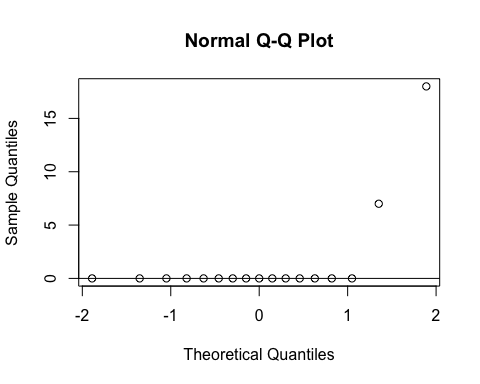 Normal Q-Q Plot
Sample Quantiles
15
10
5
0
-2 -1 0 1 2
Theoretical Quantiles